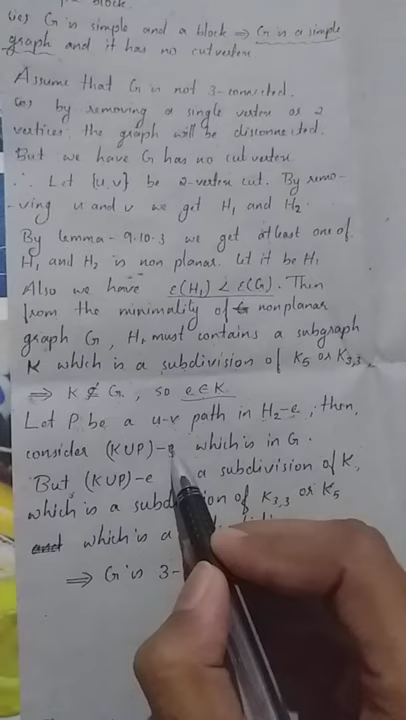 block.
(ie) G is simple and a block ⇒ G is a simple
graph and it has no cutvertex
Assume that G is not 3-connected.
(ie) by removing a single vertex or 2
vertices, the graph will be disconnected.
But we have G has no cutvertex
∴ Let {u,v} be 2-vertex cut. By remo-
-ving u and v we get H₁ and H₂.
By lemma - 9.10.3 we get atleast one of
H₁ and H₂ is non planar. Let it be H₁
Also we have ε(H₁) < ε(G). Then
from the minimality of nonplanar
graph G, H₁ must contains a subgraph
K which is a subdivision of K₅ or K₃,₃
⇒ K ⊄ G, so e ∈ K.
Let P be a u-v path in H₂-e, then,
consider (K∪P)- which is in G.
But (K∪P)-e a subdivision of K,
which is a of K₃,₃ or K₅
which is a
⇒ G is 3-